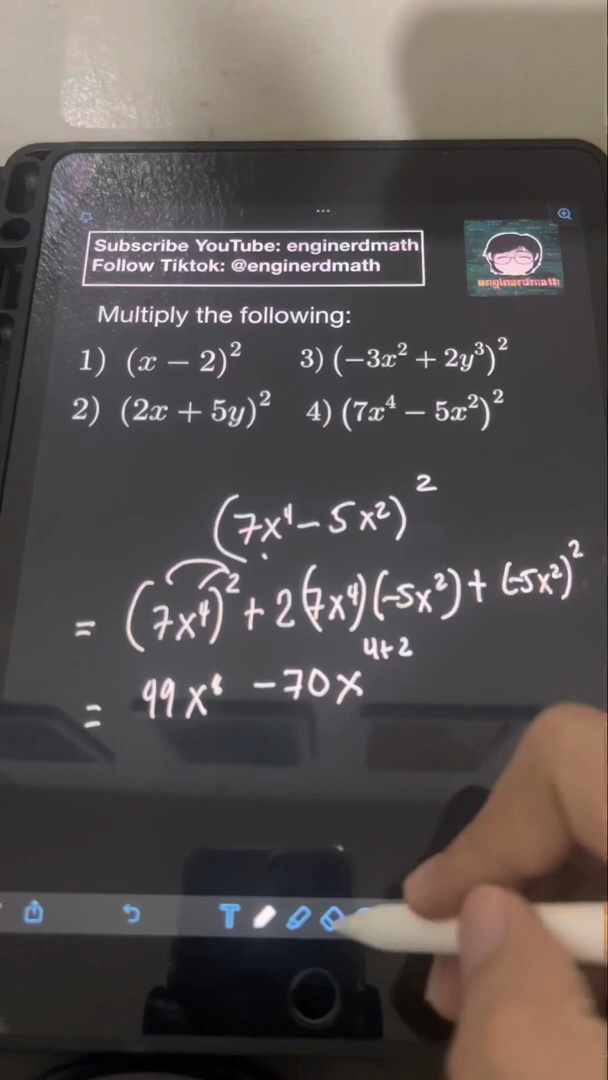 Subscribe YouTube: enginerdmath
Follow Tiktok: @enginerdmath
enginerdmath
Multiply the following:
1) (x − 2)² 3) (−3x² + 2y³)²
2) (2x + 5y)² 4) (7x⁴ − 5x²)²
(7x⁴ − 5x²)²
= (7x⁴)² + 2(7x⁴)(−5x²) + (−5x²)²
4+2
= 49x⁸ − 70x
T